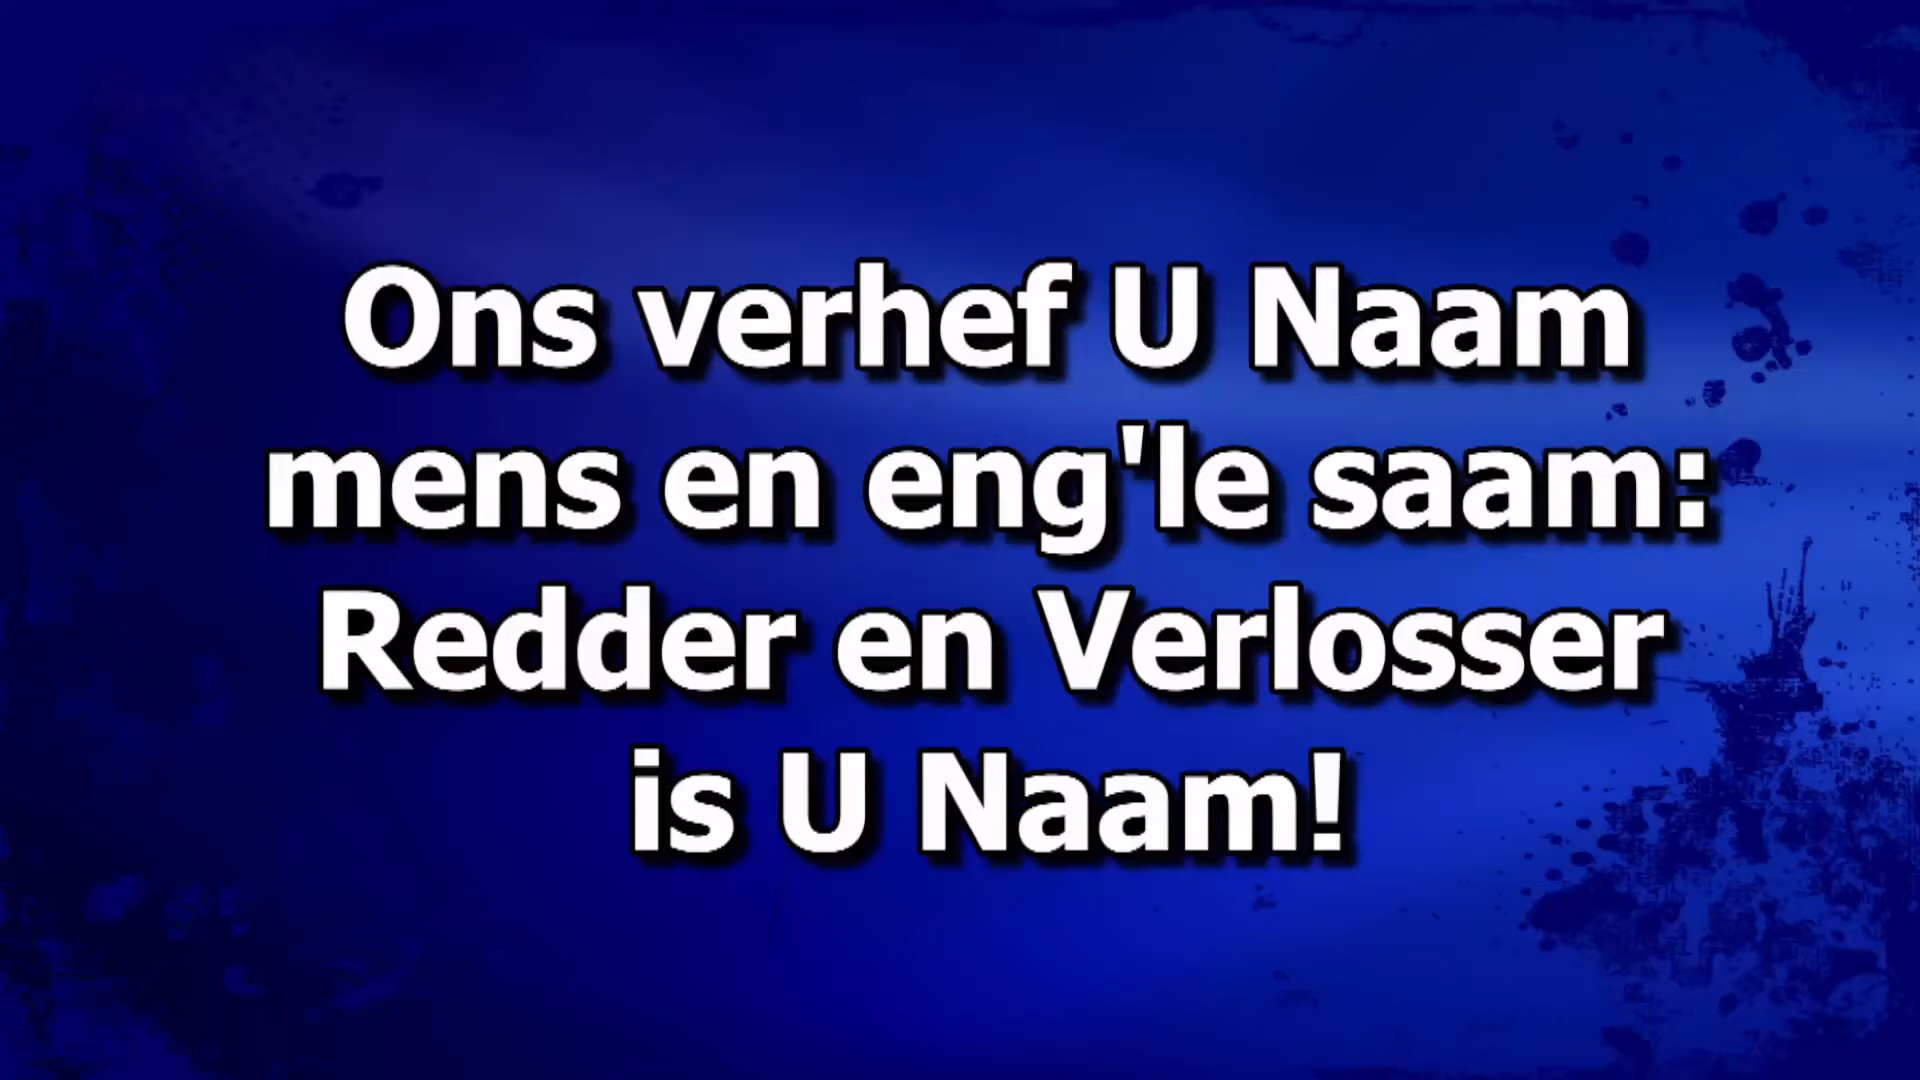 Ons verhef U Naam
mens en eng'le saam:
Redder en Verlosser
is U Naam!